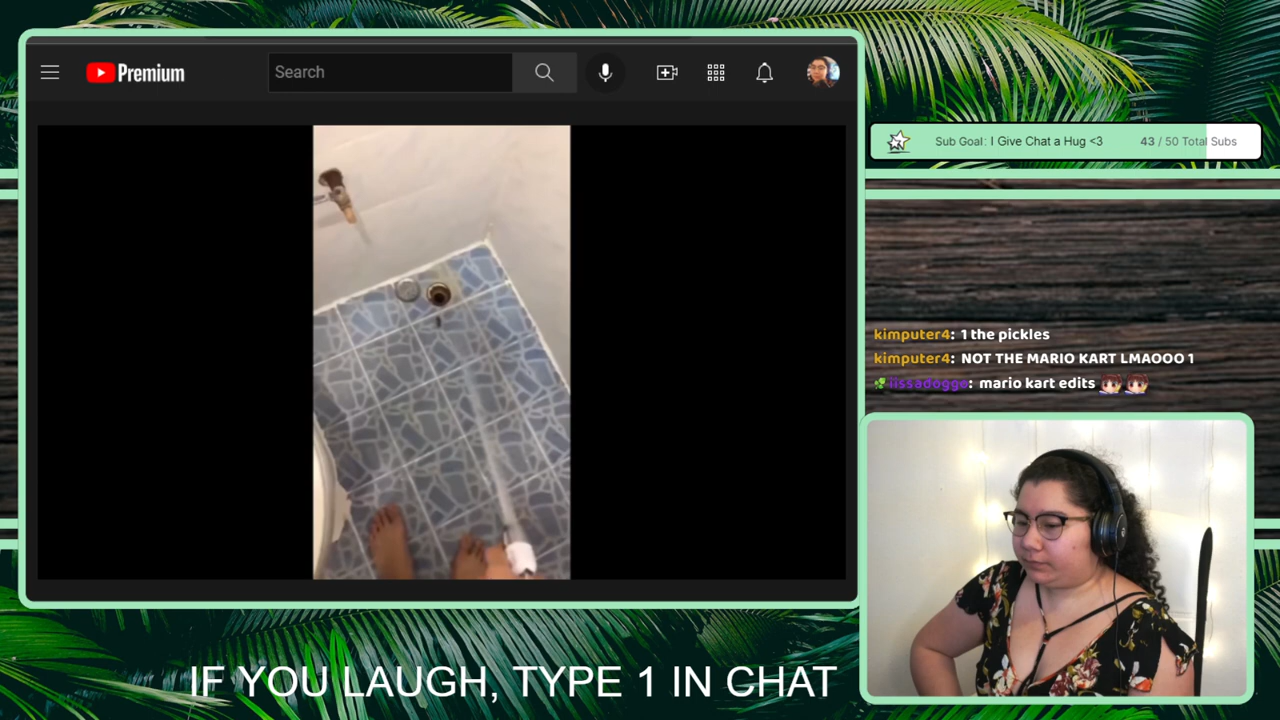 Premium
Search
Sub Goal: I Give Chat a Hug <3 43 / 50 Total Subs
kimputer4: 1 the pickles
kimputer4: NOT THE MARIO KART LMAOOO 1
lissadoggo: mario kart edits
IF YOU LAUGH, TYPE 1 IN CHAT